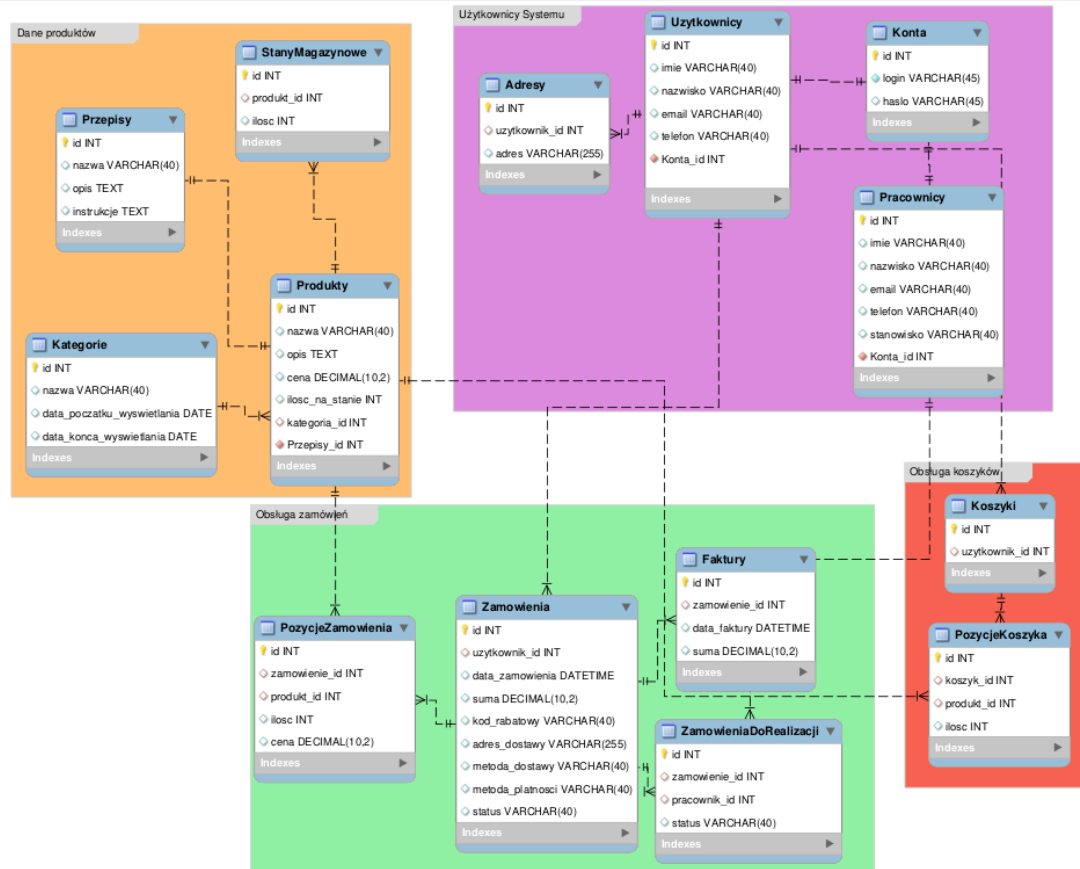 Dane produktów
StanyMagazynowe
id INT
produkt_id INT
ilosc INT
Indexes
Przepisy
id INT
nazwa VARCHAR(40)
opis TEXT
instrukcje TEXT
Indexes
Produkty
id INT
nazwa VARCHAR(40)
opis TEXT
cena DECIMAL(10,2)
ilosc_na_stanie INT
kategoria_id INT
Przepisy_id INT
Indexes
Kategorie
id INT
nazwa VARCHAR(40)
data_poczatku_wyswietlania DATE
data_konca_wyswietlania DATE
Indexes
Użytkownicy Systemu
Uzytkownicy
id INT
imie VARCHAR(40)
nazwisko VARCHAR(40)
email VARCHAR(40)
telefon VARCHAR(40)
Konta_id INT
Indexes
Konta
id INT
login VARCHAR(45)
haslo VARCHAR(45)
Indexes
Adresy
id INT
uzytkownik_id INT
adres VARCHAR(255)
Indexes
Pracownicy
id INT
imie VARCHAR(40)
nazwisko VARCHAR(40)
email VARCHAR(40)
telefon VARCHAR(40)
stanowisko VARCHAR(40)
Konta_id INT
Indexes
Obsługa zamówień
PozycjeZamowienia
id INT
zamowienie_id INT
produkt_id INT
ilosc INT
cena DECIMAL(10,2)
Indexes
Zamowienia
id INT
uzytkownik_id INT
data_zamowienia DATETIME
suma DECIMAL(10,2)
kod_rabatowy VARCHAR(40)
adres_dostawy VARCHAR(255)
metoda_dostawy VARCHAR(40)
metoda_platnosci VARCHAR(40)
status VARCHAR(40)
Indexes
Faktury
id INT
zamowienie_id INT
data_faktury DATETIME
suma DECIMAL(10,2)
Indexes
ZamowieniaDoRealizacji
id INT
zamowienie_id INT
pracownik_id INT
status VARCHAR(40)
Indexes
Obsługa koszyków
Koszyki
id INT
uzytkownik_id INT
Indexes
PozycjeKoszyka
id INT
koszyk_id INT
produkt_id INT
ilosc INT
Indexes